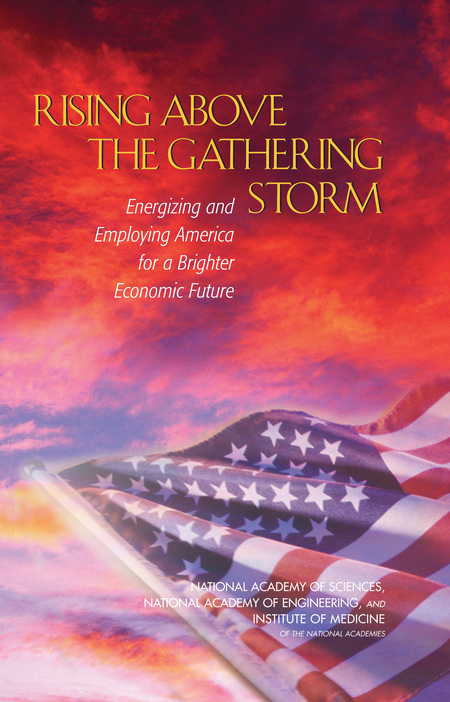 RISING ABOVE
THE GATHERING
STORM
Energizing and
Employing America
for a Brighter
Economic Future
NATIONAL ACADEMY OF SCIENCES,
NATIONAL ACADEMY OF ENGINEERING, AND
INSTITUTE OF MEDICINE
OF THE NATIONAL ACADEMIES